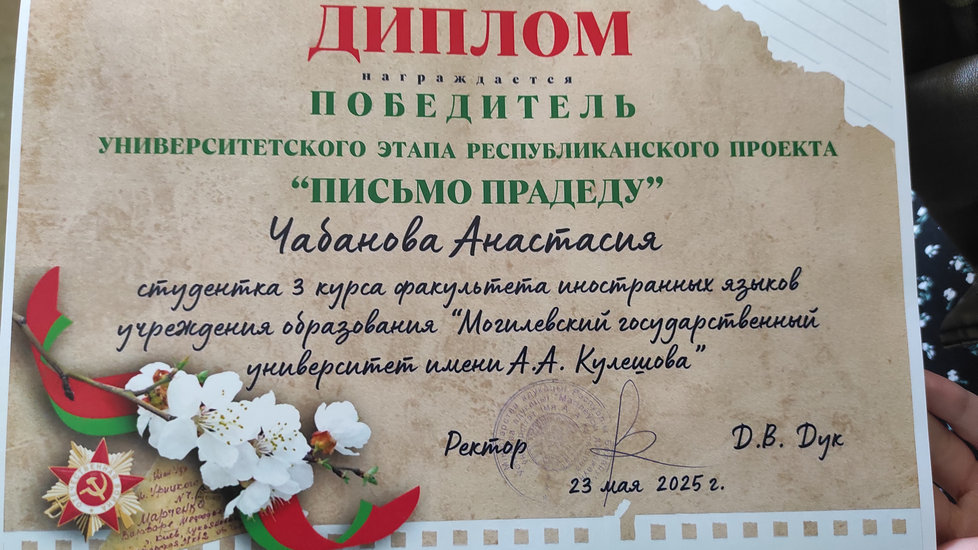 ДИПЛОМ
награждается
ПОБЕДИТЕЛЬ
УНИВЕРСИТЕТСКОГО ЭТАПА РЕСПУБЛИКАНСКОГО ПРОЕКТА
“ПИСЬМО ПРАДЕДУ”
Чабанова Анастасия
студентка 3 курса факультета иностранных языков
учреждения образования “Могилевский государственный
университет имени А.А. Кулешова”
Ректор
Д.В. Дук
23 мая 2025 г.
Марченко